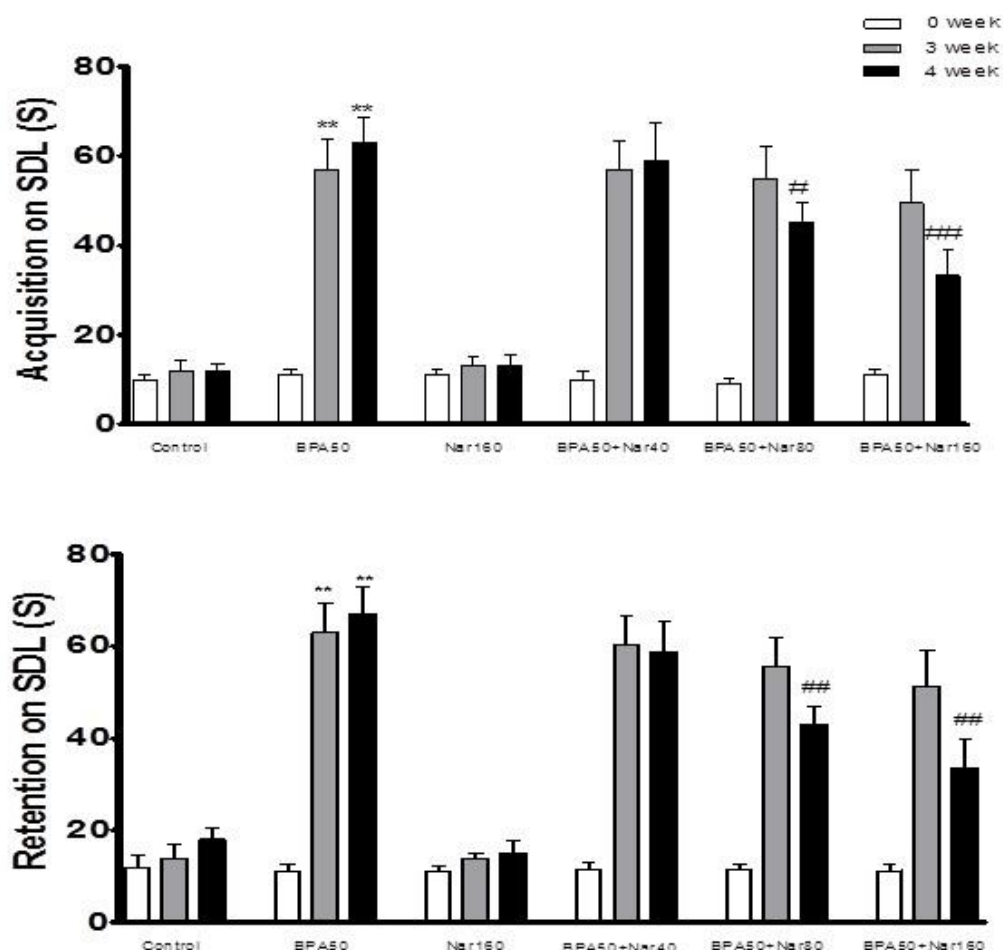 0 week
3 week
4 week
Acquisition on SDL (S)
80
60
40
20
0
**
**
##
###
Control
BPA50
Nar160
BPA50+Nar40
BPA50+Nar80
BPA50+Nar160
Retention on SDL (S)
80
60
40
20
0
**
**
##
##
Control
BPA50
Nar160
BPA50+Nar40
BPA50+Nar80
BPA50+Nar160